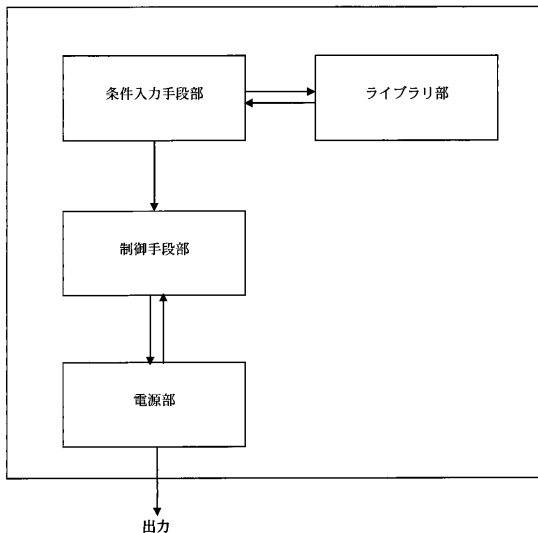 条件入力手段部
ライブラリ部
制御手段部
電源部
出力